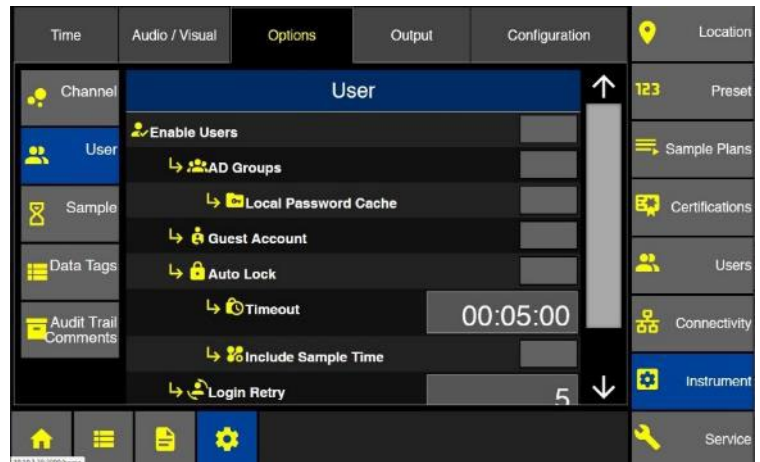 Time Audio / Visual Options Output Configuration
Location
Channel
User
123 Preset
Enable Users
User
AD Groups
Sample Plans
Local Password Cache
Sample
Certifications
Guest Account
Data Tags
Auto Lock
Users
Timeout 00:05:00
Audit Trail
Comments
Connectivity
Include Sample Time
Login Retry 5
Instrument
Service